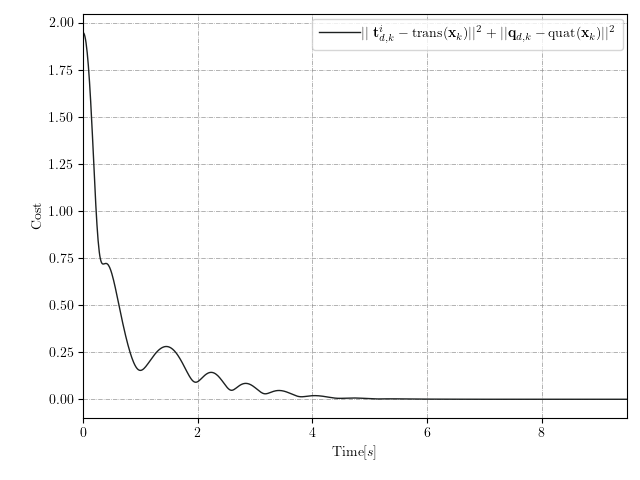 || t^i_{d,k} − trans(x_k)||² + ||q_{d,k} − quat(x_k)||²
2.00
1.75
1.50
1.25
1.00
0.75
0.50
0.25
0.00
Cost
0 2 4 6 8
Time[s]